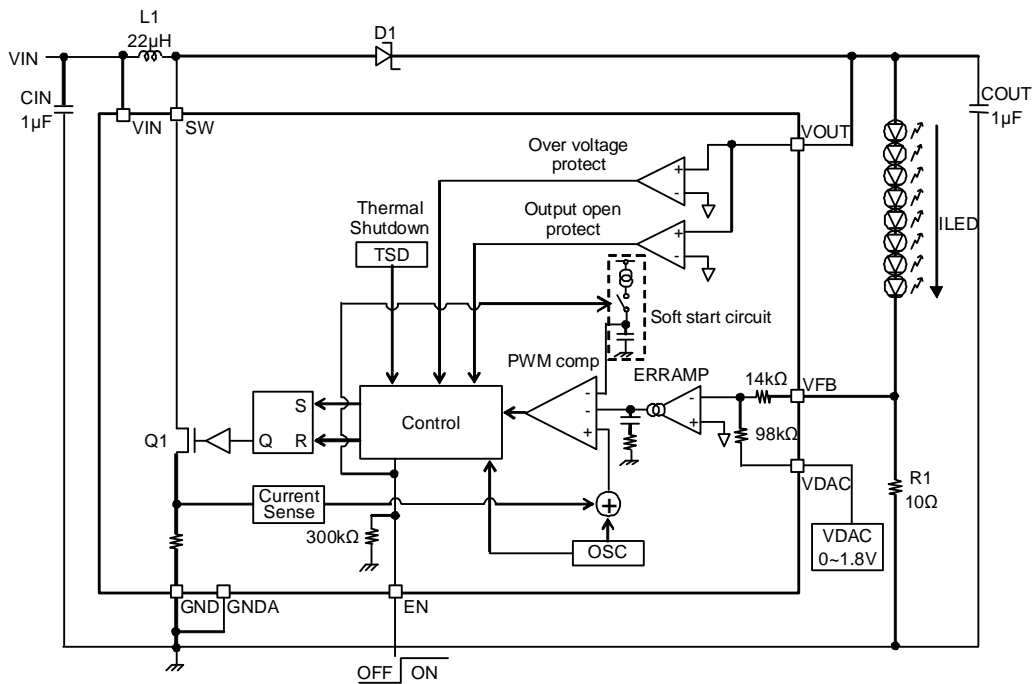 L1
22μH
D1
VIN
CIN
1μF
COUT
1μF
VIN
SW
VOUT
Over voltage
protect
Output open
protect
Thermal
Shutdown
TSD
ILED
Soft start circuit
PWM comp
ERRAMP
14kΩ
VFB
98kΩ
VDAC
+
-
+
-
-
-
+
-
+
Control
S
Q
R
Q1
Current
Sense
+
300kΩ
OSC
R1
10Ω
VDAC
0~1.8V
GND
GNDA
EN
OFF
ON